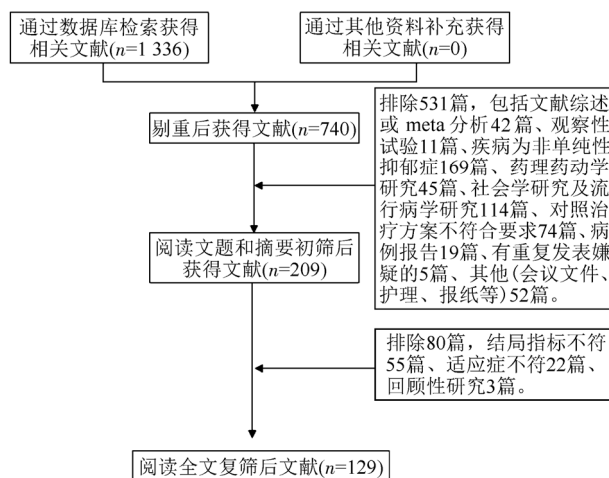 通过数据库检索获得
相关文献(n=1 336)
通过其他资料补充获得
相关文献(n=0)
剔重后获得文献(n=740)
排除531篇，包括文献综述
或 meta 分析42篇、观察性
试验11篇、疾病为非单纯性
抑郁症169篇、药理药动学
研究45篇、社会学研究及流
行病学研究114篇、对照治
疗方案不符合要求74篇、病
例报告19篇、有重复发表嫌
疑的5篇、其他(会议文件、
护理、报纸等)52篇。
阅读文题和摘要初筛后
获得文献(n=209)
排除80篇，结局指标不符
55篇、适应症不符22篇、
回顾性研究3篇。
阅读全文复筛后文献(n=129)